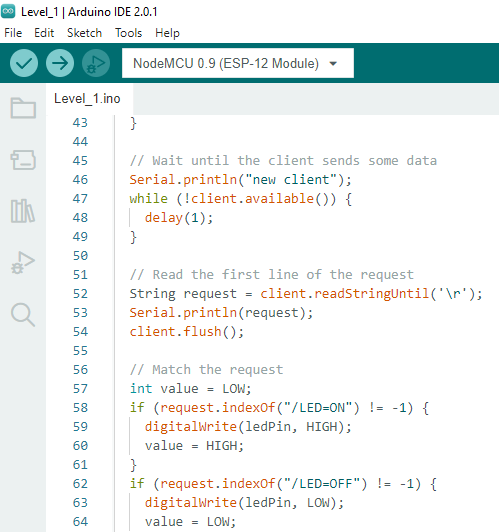 Level_1 | Arduino IDE 2.0.1
File Edit Sketch Tools Help
NodeMCU 0.9 (ESP-12 Module)
Level_1.ino
43 }
44
45 // Wait until the client sends some data
46 Serial.println("new client");
47 while (!client.available()) {
48 delay(1);
49 }
50
51 // Read the first line of the request
52 String request = client.readStringUntil('\r');
53 Serial.println(request);
54 client.flush();
55
56 // Match the request
57 int value = LOW;
58 if (request.indexOf("/LED=ON") != -1) {
59 digitalWrite(ledPin, HIGH);
60 value = HIGH;
61 }
62 if (request.indexOf("/LED=OFF") != -1) {
63 digitalWrite(ledPin, LOW);
64 value = LOW;